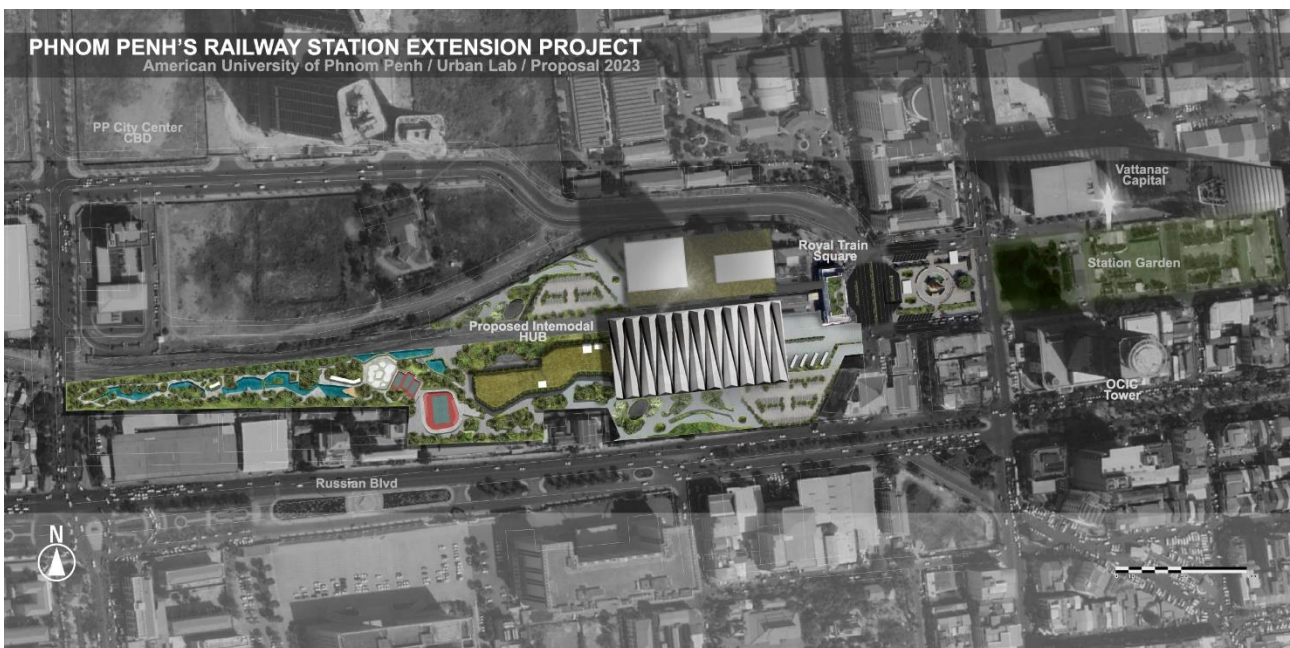 PHNOM PENH'S RAILWAY STATION EXTENSION PROJECT
American University of Phnom Penh / Urban Lab / Proposal 2023
PP City Center
CBD
Vattanac
Capital
Royal Train
Square
Station Garden
Proposed Intemodal
HUB
OCIC
Tower
Russian Blvd
N